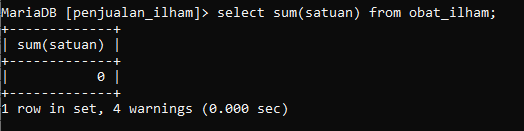 MariaDB [penjualan_ilham]> select sum(satuan) from obat_ilham;
+-------------+
| sum(satuan) |
+-------------+
|           0 |
+-------------+
1 row in set, 4 warnings (0.000 sec)